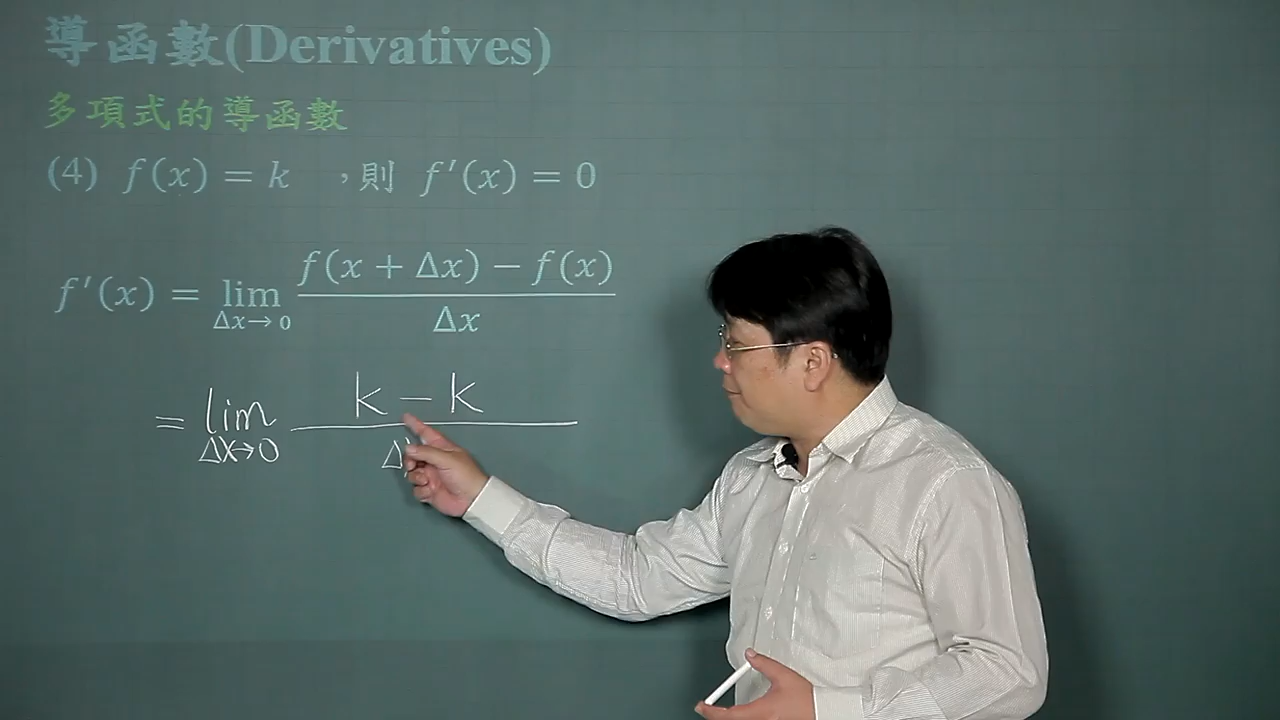 導函數(Derivatives)
多項式的導函數
(4) f(x) = k ，則 f′(x) = 0
f′(x) = lim Δx→0 f(x + Δx) − f(x) / Δx
= lim Δx→0 k − k / Δ